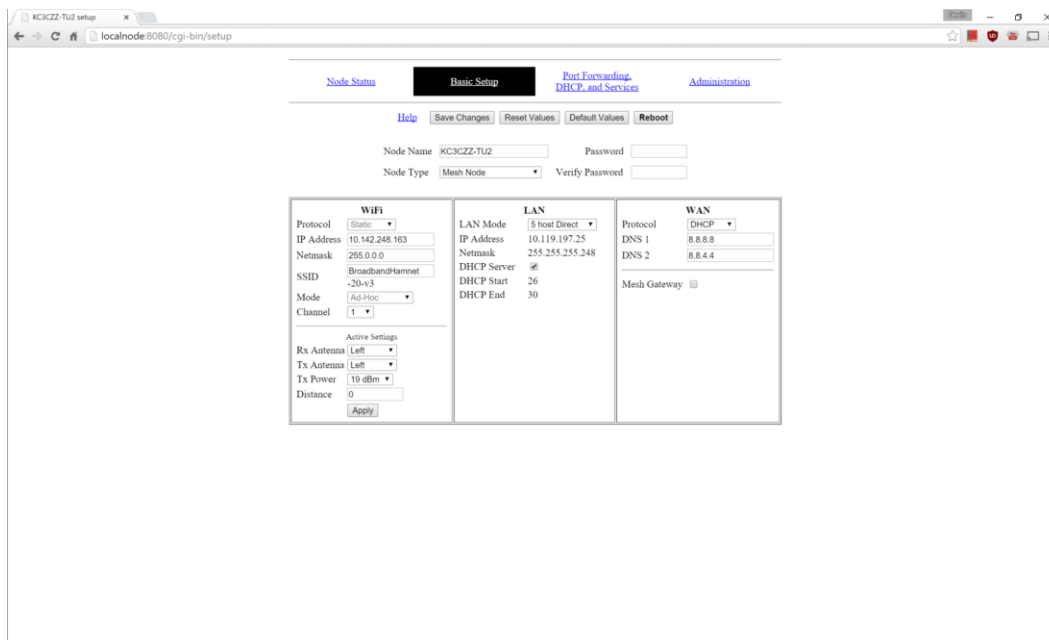 KC3CZZ-TU2 setup
localnode:8080/cgi-bin/setup
Node Status
Basic Setup
Port Forwarding,
DHCP, and Services
Administration
Help Save Changes Reset Values Default Values Reboot
Node Name KC3CZZ-TU2 Password
Node Type Mesh Node Verify Password
WiFi
Protocol Static
IP Address 10.142.248.163
Netmask 255.0.0.0
SSID BroadbandHamnet
-20-v3
Mode Ad-Hoc
Channel 1
Active Settings
Rx Antenna Left
Tx Antenna Left
Tx Power 19 dBm
Distance 0
Apply
LAN
LAN Mode 5 host Direct
IP Address 10.119.197.25
Netmask 255.255.255.248
DHCP Server
DHCP Start 26
DHCP End 30
WAN
Protocol DHCP
DNS 1 8.8.8.8
DNS 2 8.8.4.4
Mesh Gateway